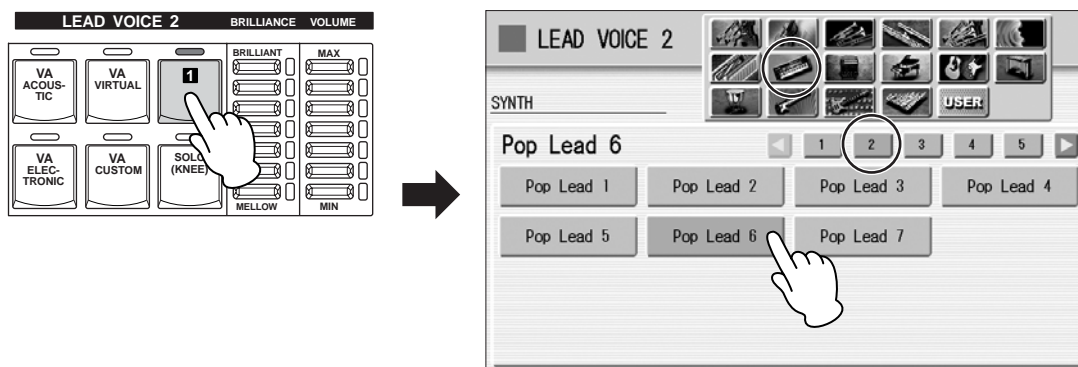 LEAD VOICE 2 BRILLIANCE VOLUME
BRILLIANT MAX
VA
ACOUS-
TIC
VA
VIRTUAL
1
VA
ELEC-
TRONIC
VA
CUSTOM
SOLO
(KNEE)
MELLOW MIN
LEAD VOICE 2
USER
SYNTH
Pop Lead 6
1 2 3 4 5
Pop Lead 1 Pop Lead 2 Pop Lead 3 Pop Lead 4
Pop Lead 5 Pop Lead 6 Pop Lead 7